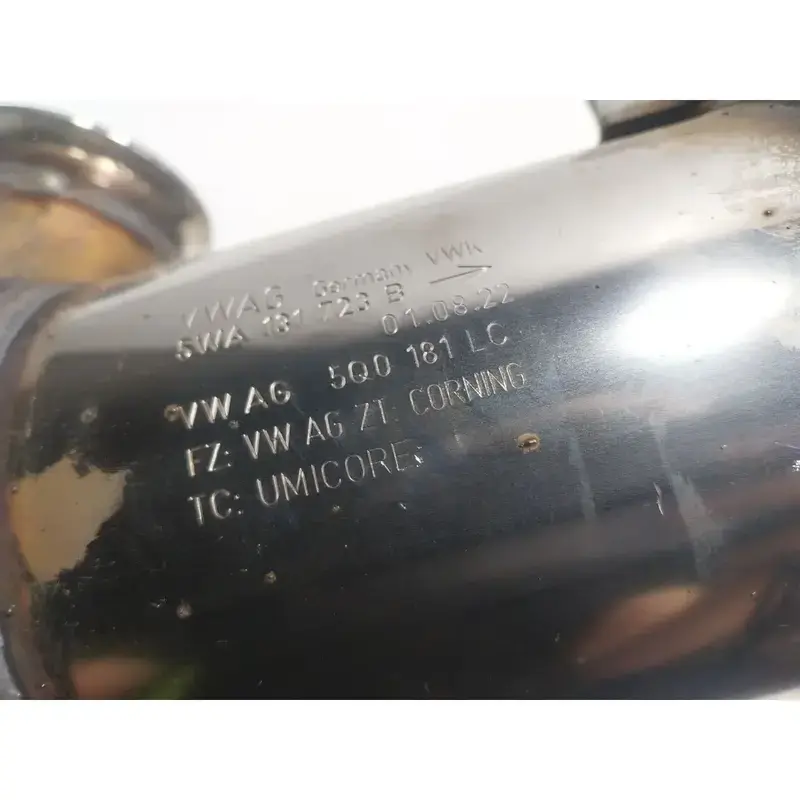 VWAG Germany VWK
5WA 131 723 B
01.08.22
VW AG 5Q0 181 LC
FZ: VW AG ZT: CORNING
TC: UMICORE